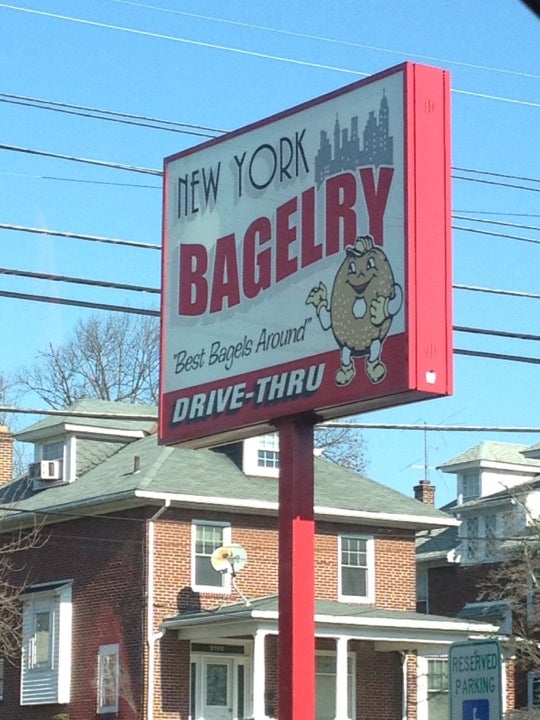 NEW YORK
BAGELRY
"Best Bagels Around"
DRIVE-THRU
RESERVED
PARKING